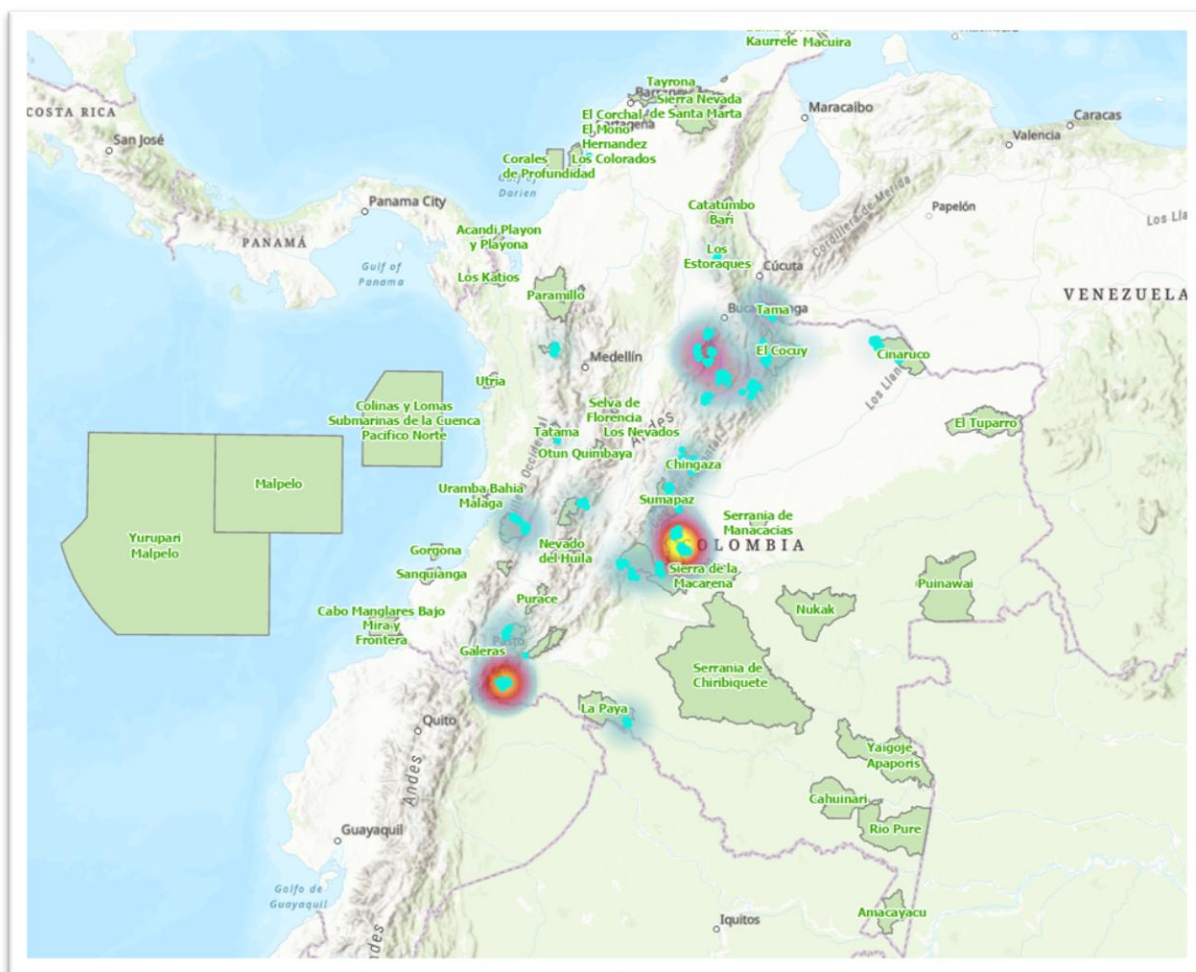 Kaurrele Macuira
Tayrona
Sierra Nevada
de Santa Marta
Maracaibo
Caracas
Valencia
COSTA RICA
San José
El Corchal
El Mono
Hernandez
Corales
de Profundidad
Los Colorados
Darien
Panama City
PANAMÁ
Gulf of
Panama
Acandi Playon
y Playona
Los Katios
Catatumbo
Bari
Los
Estoraques
Cúcuta
Cordillera de Merida
Papelón
VENEZUELA
Paramillo
Tama
El Cocuy
Cinaruco
Medellín
Utria
Colinas y Lomas
Submarinas de la Cuenca
Pacifico Norte
Selva de
Florencia
Los Nevados
Tatama
Otun Quimbaya
El Tuparro
Chingaza
Malpelo
Yurupari
Malpelo
Uramba Bahia
Malaga
Sumapaz
Serrania de
Manacacias
Gorgona
Sanquianga
Nevado
del Huila
Sierra de la
Macarena
Cabo Manglares Bajo
Mira y
Frontera
Purace
Pasto
Galeras
Nukak
Puinawai
Serrania de
Chiribiquete
La Paya
Quito
Andes
Yaigoje
Apaporis
Cahuinari
Rio Pure
Guayaquil
Golfo de
Guayaquil
Iquitos
Amacayacu